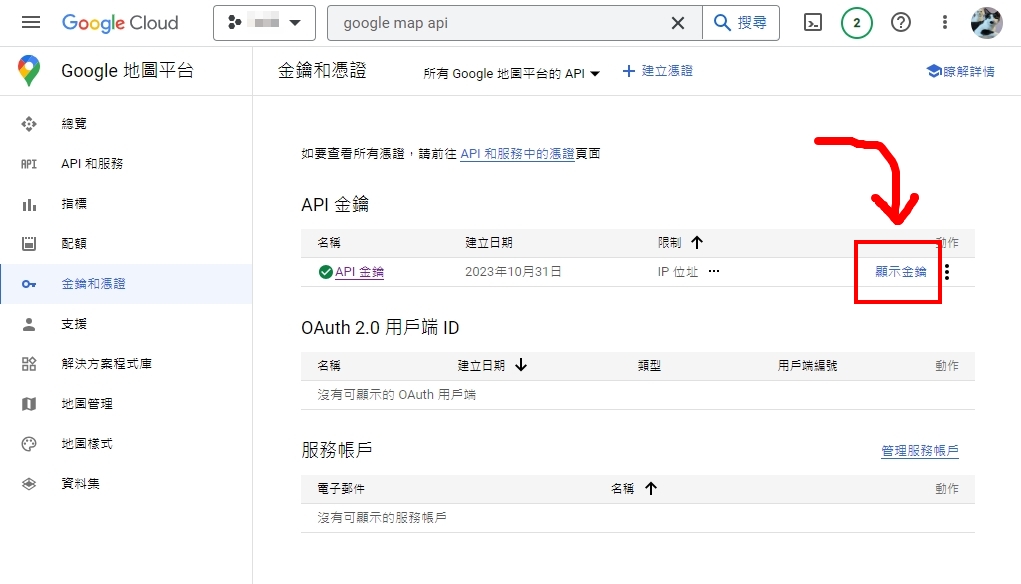 Google Cloud
google map api
搜尋
2
Google 地圖平台
金鑰和憑證
所有 Google 地圖平台的 API
建立憑證
瞭解詳情
總覽
API API 和服務
指標
配額
金鑰和憑證
支援
解決方案程式庫
地圖管理
地圖樣式
資料集
如要查看所有憑證,請前往 API 和服務中的憑證頁面
API 金鑰
名稱 建立日期 限制 動作
API 金鑰 2023年10月31日 IP 位址 顯示金鑰
OAuth 2.0 用戶端 ID
名稱 建立日期 類型 用戶端編號 動作
沒有可顯示的 OAuth 用戶端
服務帳戶 管理服務帳戶
電子郵件 名稱 動作
沒有可顯示的服務帳戶